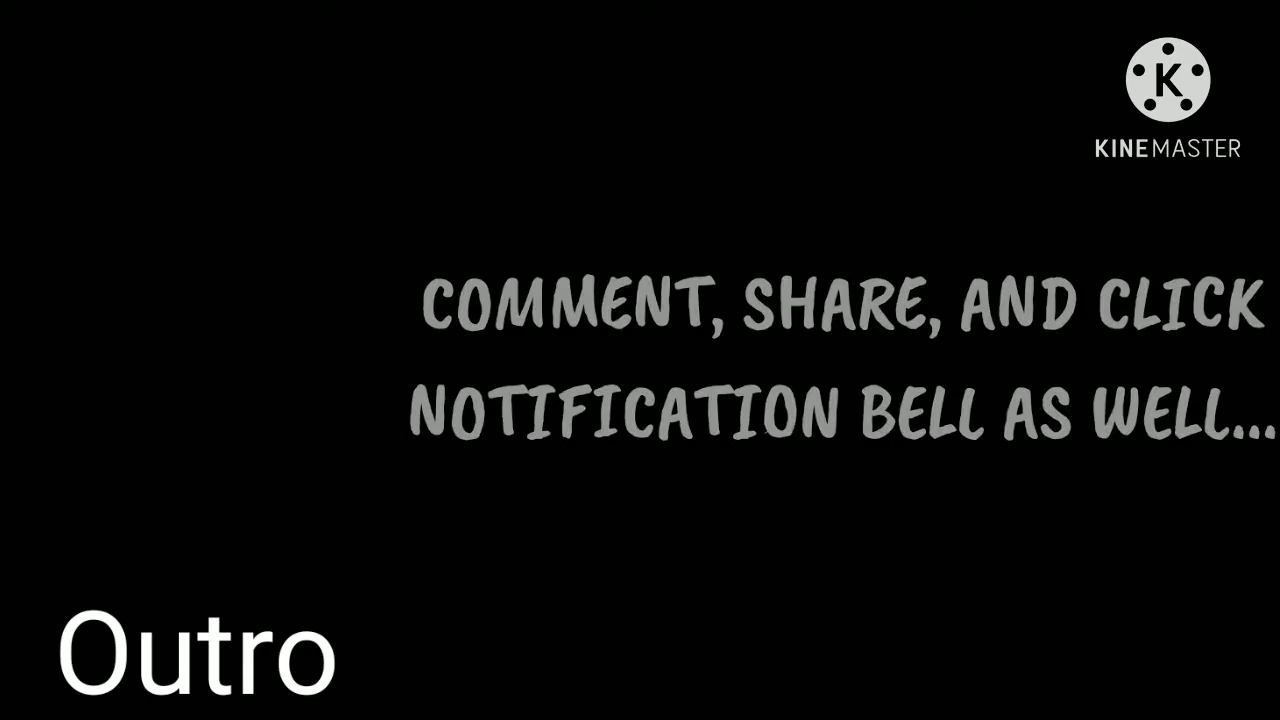 K
KINEMASTER
COMMENT, SHARE, AND CLICK
NOTIFICATION BELL AS WELL...
Outro